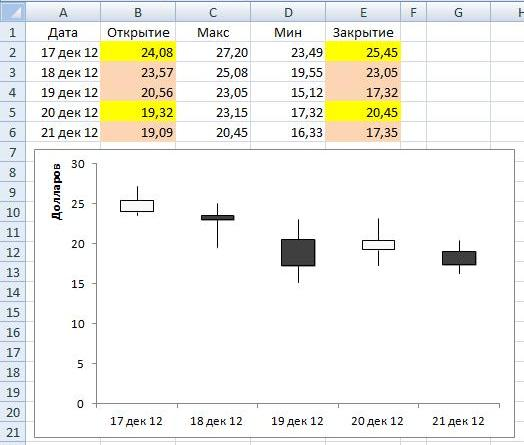 A B C D E F G H
1 Дата Открытие Макс Мин Закрытие
2 17 дек 12 24,08 27,20 23,49 25,45
3 18 дек 12 23,57 25,08 19,55 23,05
4 19 дек 12 20,56 23,05 15,12 17,32
5 20 дек 12 19,32 23,15 17,32 20,45
6 21 дек 12 19,09 20,45 16,33 17,35
7
8
9
10
11
12
13
14
15
16
17
18
19
20
21
Долларов
30
25
20
15
10
5
0
17 дек 12 18 дек 12 19 дек 12 20 дек 12 21 дек 12